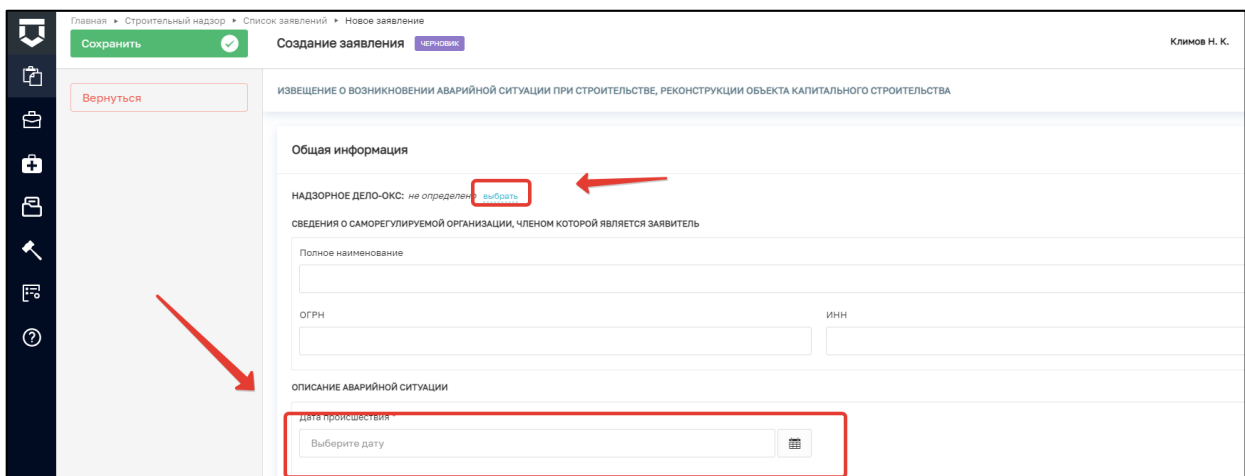 Главная ▸ Строительный надзор ▸ Список заявлений ▸ Новое заявление
Сохранить
Создание заявления ЧЕРНОВИК
Климов Н. К.
Вернуться
ИЗВЕЩЕНИЕ О ВОЗНИКНОВЕНИИ АВАРИЙНОЙ СИТУАЦИИ ПРИ СТРОИТЕЛЬСТВЕ, РЕКОНСТРУКЦИИ ОБЪЕКТА КАПИТАЛЬНОГО СТРОИТЕЛЬСТВА
Общая информация
НАДЗОРНОЕ ДЕЛО-ОКС: не определено выбрать
СВЕДЕНИЯ О САМОРЕГУЛИРУЕМОЙ ОРГАНИЗАЦИИ, ЧЛЕНОМ КОТОРОЙ ЯВЛЯЕТСЯ ЗАЯВИТЕЛЬ
Полное наименование
ОГРН
ИНН
ОПИСАНИЕ АВАРИЙНОЙ СИТУАЦИИ
Дата происшествия *
Выберите дату